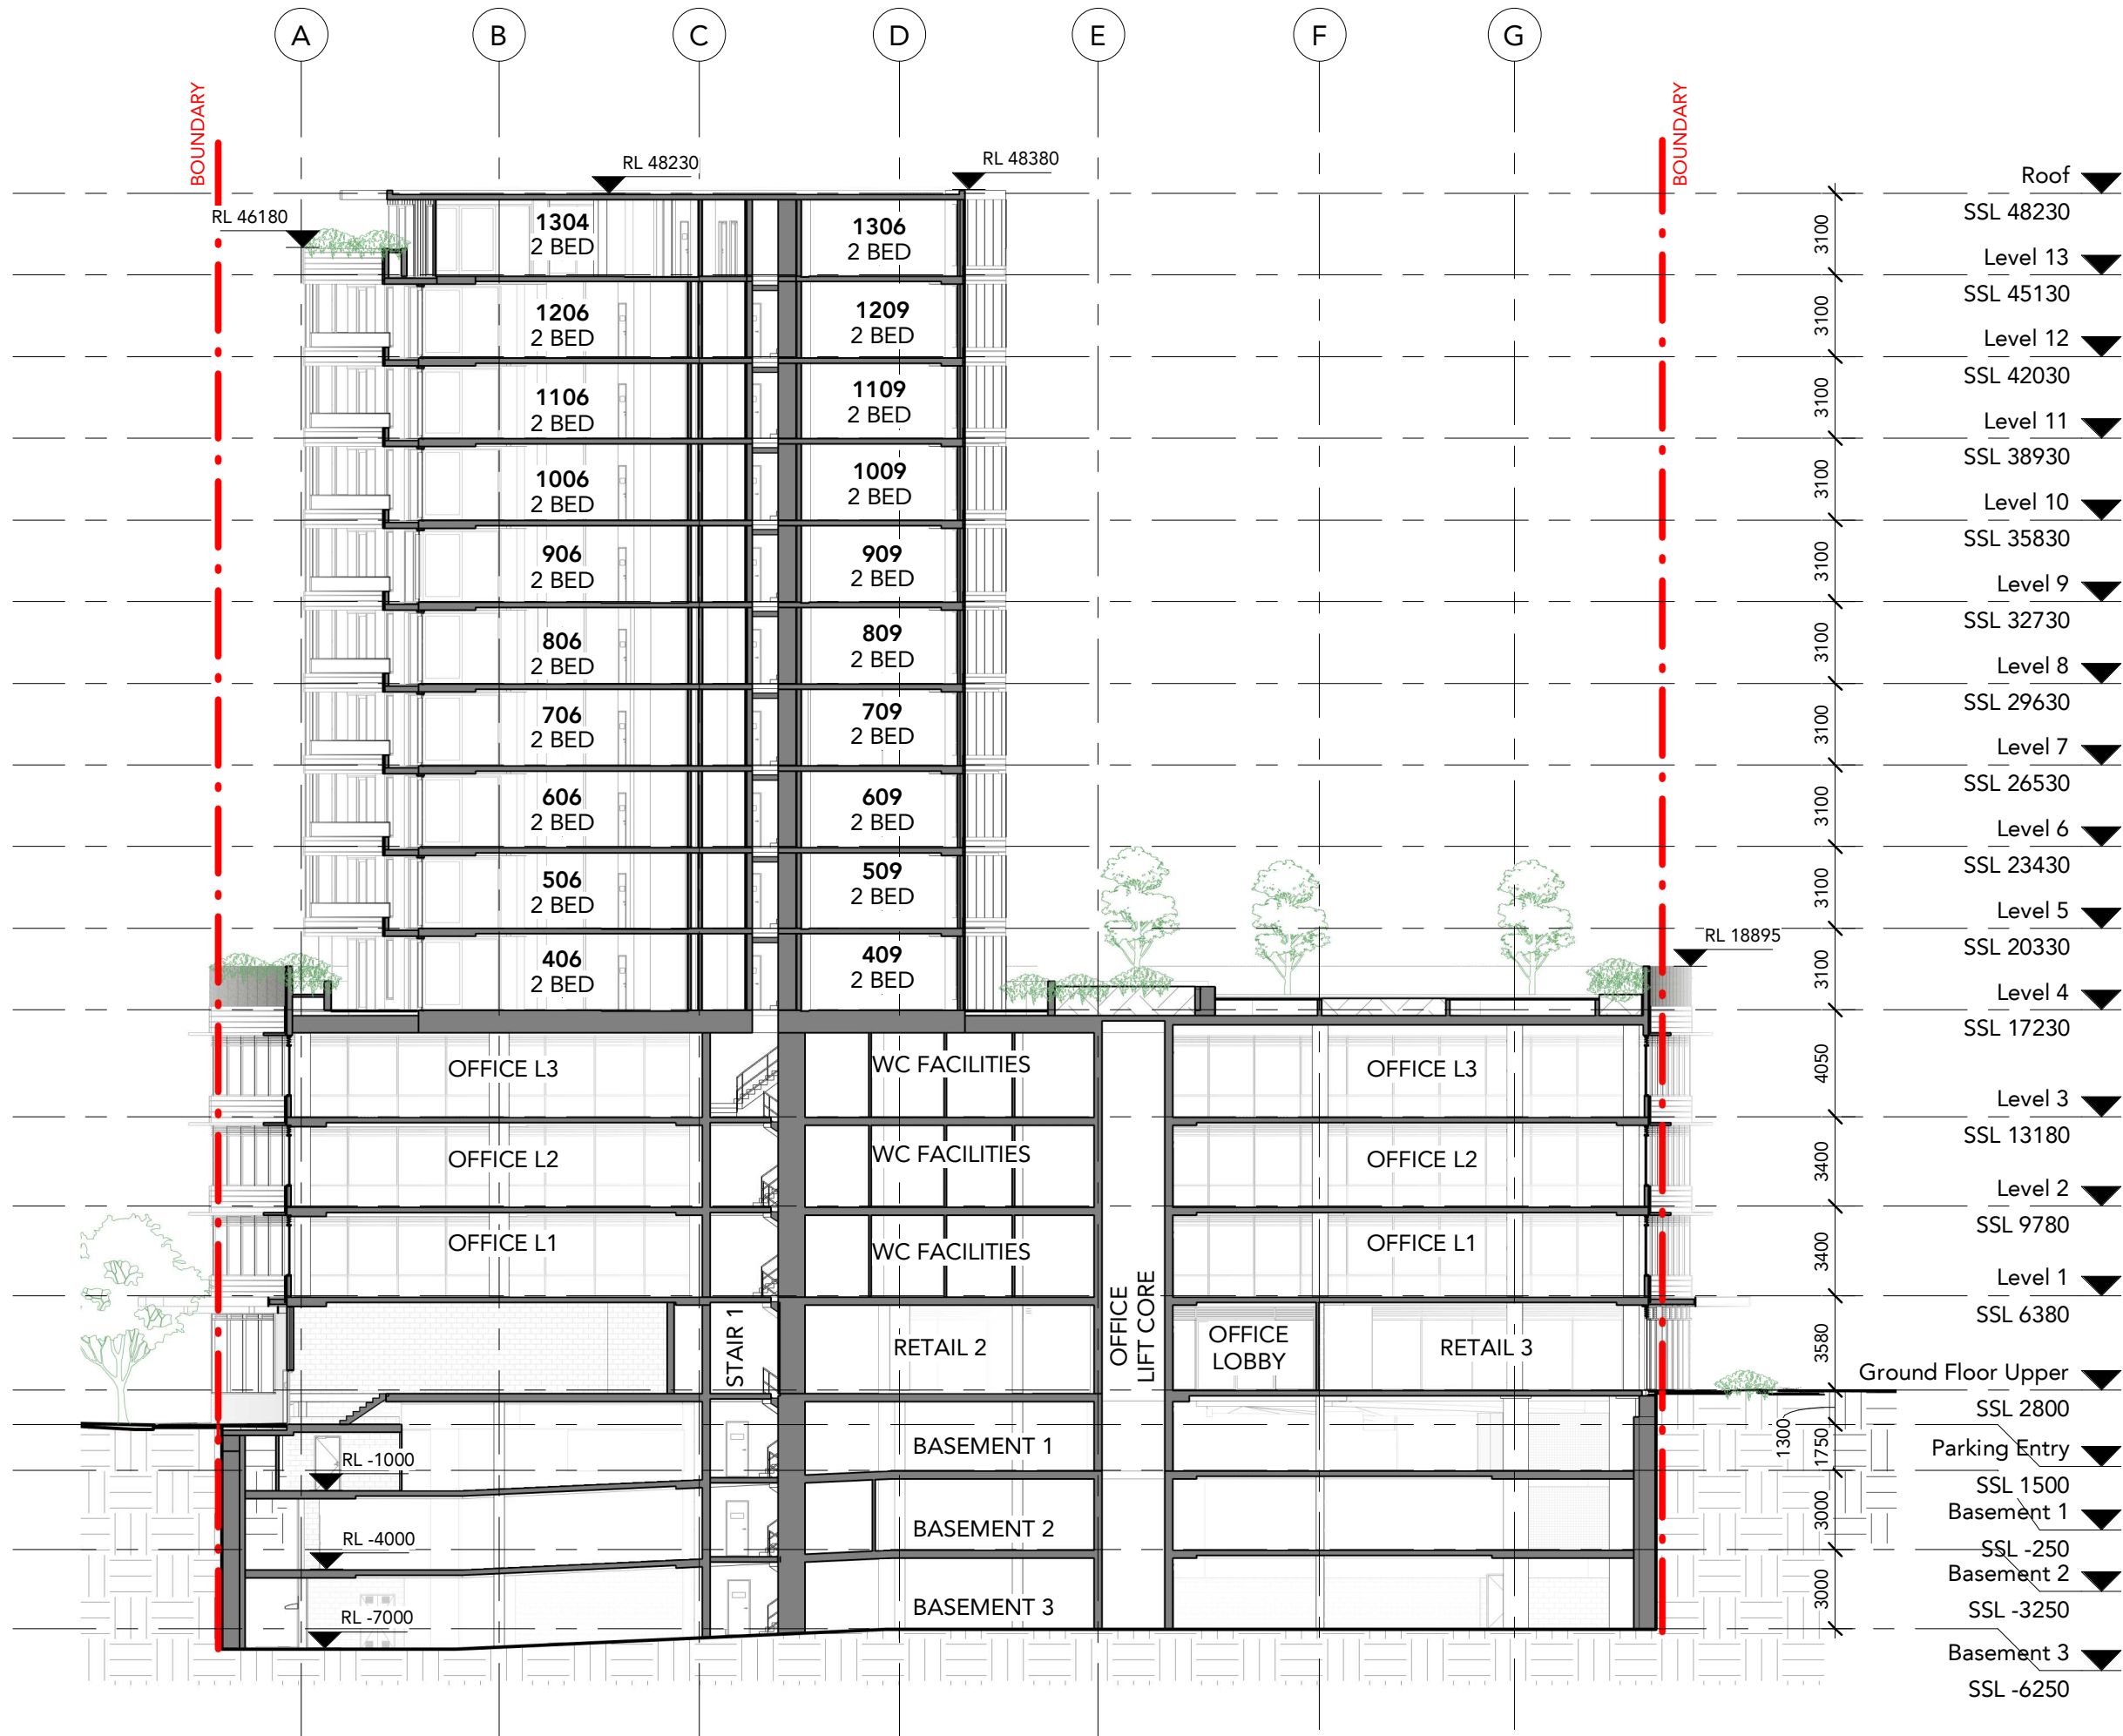 A
B
C
D
E
F
G
BOUNDARY
BOUNDARY
RL 48230
RL 48380
RL 46180
Roof
SSL 48230
3100
1304
2 BED
1306
2 BED
Level 13
SSL 45130
3100
1206
2 BED
1209
2 BED
Level 12
SSL 42030
3100
1106
2 BED
1109
2 BED
Level 11
SSL 38930
3100
1006
2 BED
1009
2 BED
Level 10
SSL 35830
3100
906
2 BED
909
2 BED
Level 9
SSL 32730
3100
806
2 BED
809
2 BED
Level 8
SSL 29630
3100
706
2 BED
709
2 BED
Level 7
SSL 26530
3100
606
2 BED
609
2 BED
Level 6
SSL 23430
3100
506
2 BED
509
2 BED
Level 5
SSL 20330
RL 18895
3100
406
2 BED
409
2 BED
Level 4
SSL 17230
4050
OFFICE L3
WC FACILITIES
OFFICE L3
Level 3
SSL 13180
3400
OFFICE L2
WC FACILITIES
OFFICE L2
Level 2
SSL 9780
3400
OFFICE L1
WC FACILITIES
OFFICE L1
Level 1
SSL 6380
3580
STAIR 1
RETAIL 2
OFFICE
LIFT CORE
OFFICE
LOBBY
RETAIL 3
Ground Floor Upper
SSL 2800
1300
1750
BASEMENT 1
Parking Entry
SSL 1500
RL -1000
3000
BASEMENT 2
Basement 1
SSL -250
RL -4000
3000
BASEMENT 3
Basement 2
SSL -3250
RL -7000
Basement 3
SSL -6250